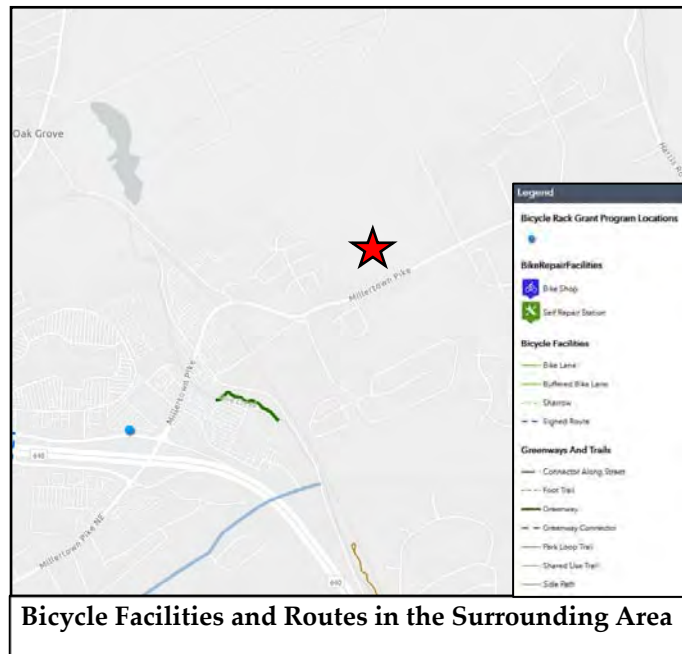 Oak Grove
Harris Ro
Millertown Pike
Millertown Pike
640
Millertown Pike NE
640
Legend
Bicycle Rack Grant Program Locations
BikeRepairFacilities
Bike Shop
Self Repair Station
Bicycle Facilities
Bike Lane
Buffered Bike Lane
Sharrow
Signed Route
Greenways And Trails
Connector Along Street
Foot Trail
Greenway
Greenway Connector
Park Loop Trail
Shared Use Trail
Side Path
Bicycle Facilities and Routes in the Surrounding Area